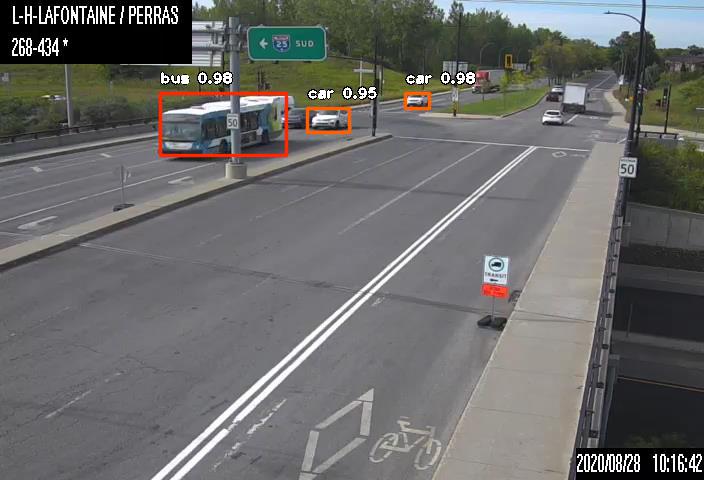 L-H-LAFONTAINE / PERRAS
268-434 *
25 SUD
bus 0.98
car 0.95
car 0.98
50
50
TRANSIT
2020/08/28 10:16:42